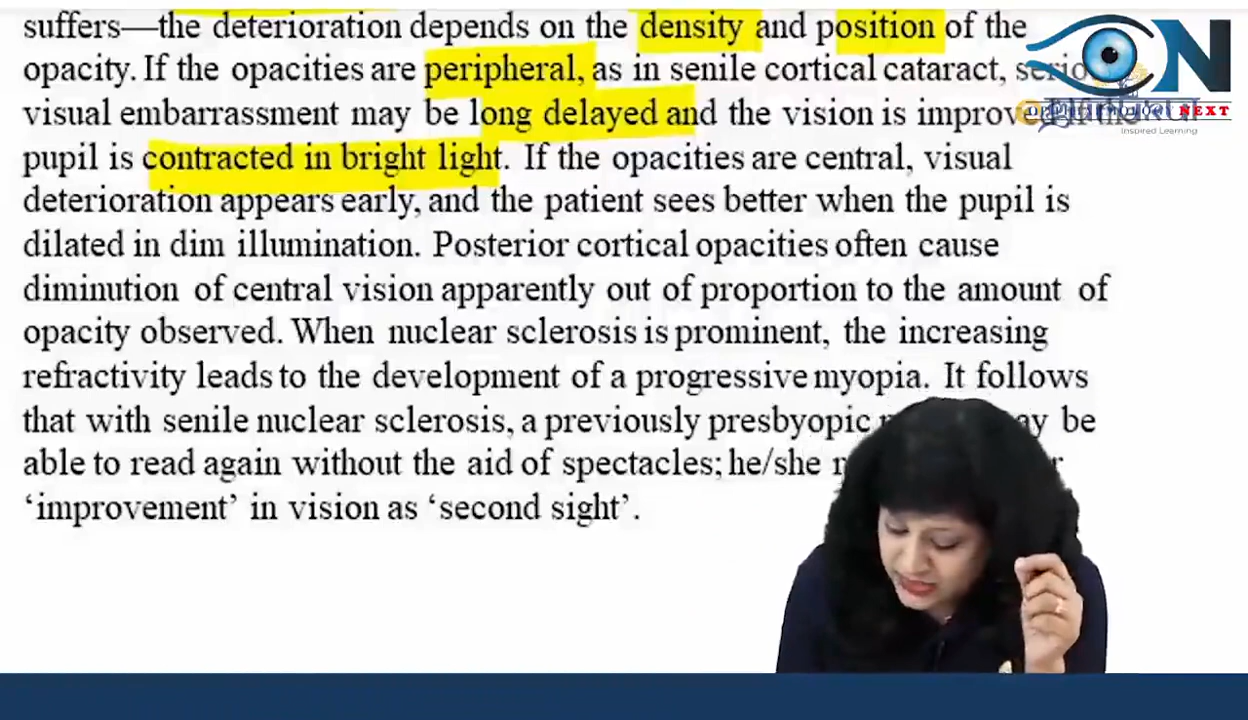 suffers—the deterioration depends on the density and position of the
opacity. If the opacities are peripheral, as in senile cortical cataract,
visual embarrassment may be long delayed and the vision is improve
pupil is contracted in bright light. If the opacities are central, visual
deterioration appears early, and the patient sees better when the pupil is
dilated in dim illumination. Posterior cortical opacities often cause
diminution of central vision apparently out of proportion to the amount of
opacity observed. When nuclear sclerosis is prominent, the increasing
refractivity leads to the development of a progressive myopia. It follows
that with senile nuclear sclerosis, a previously presbyopic be
able to read again without the aid of spectacles; he/she
‘improvement’ in vision as ‘second sight’.
ON
NEXT
Inspired Learning